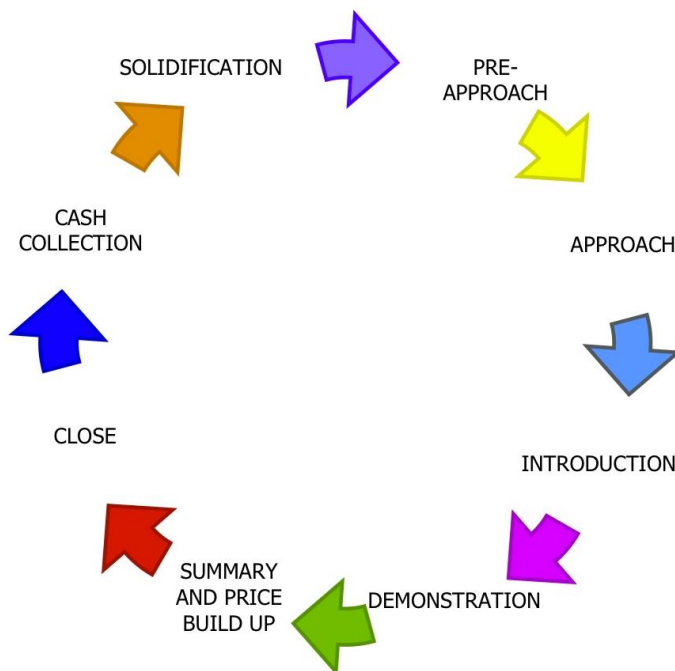 SOLIDIFICATION
PRE-
APPROACH
APPROACH
INTRODUCTION
DEMONSTRATION
SUMMARY
AND PRICE
BUILD UP
CLOSE
CASH
COLLECTION